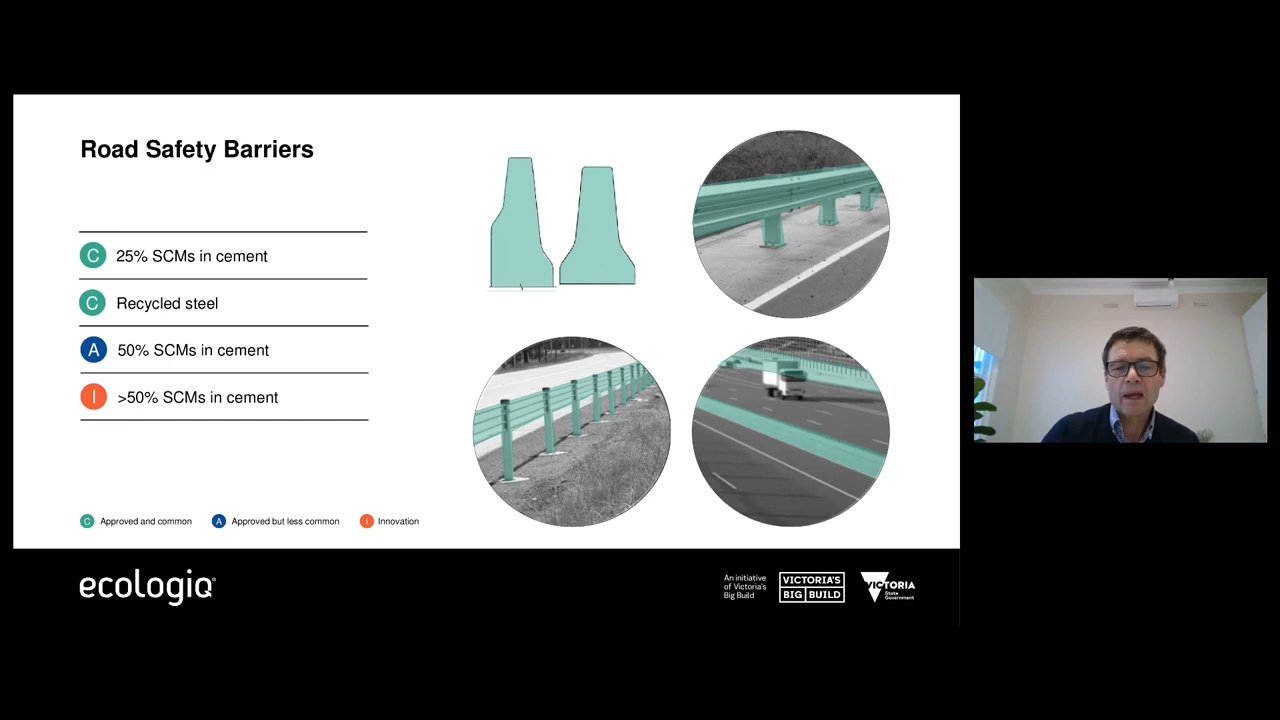 Road Safety Barriers
C 25% SCMs in cement
C Recycled steel
A 50% SCMs in cement
I >50% SCMs in cement
C Approved and common A Approved but less common i Innovation
ecologiq
An initiative
of Victoria's
Big Build
VICTORIA'S
BIG BUILD
VICTORIA
State
Government